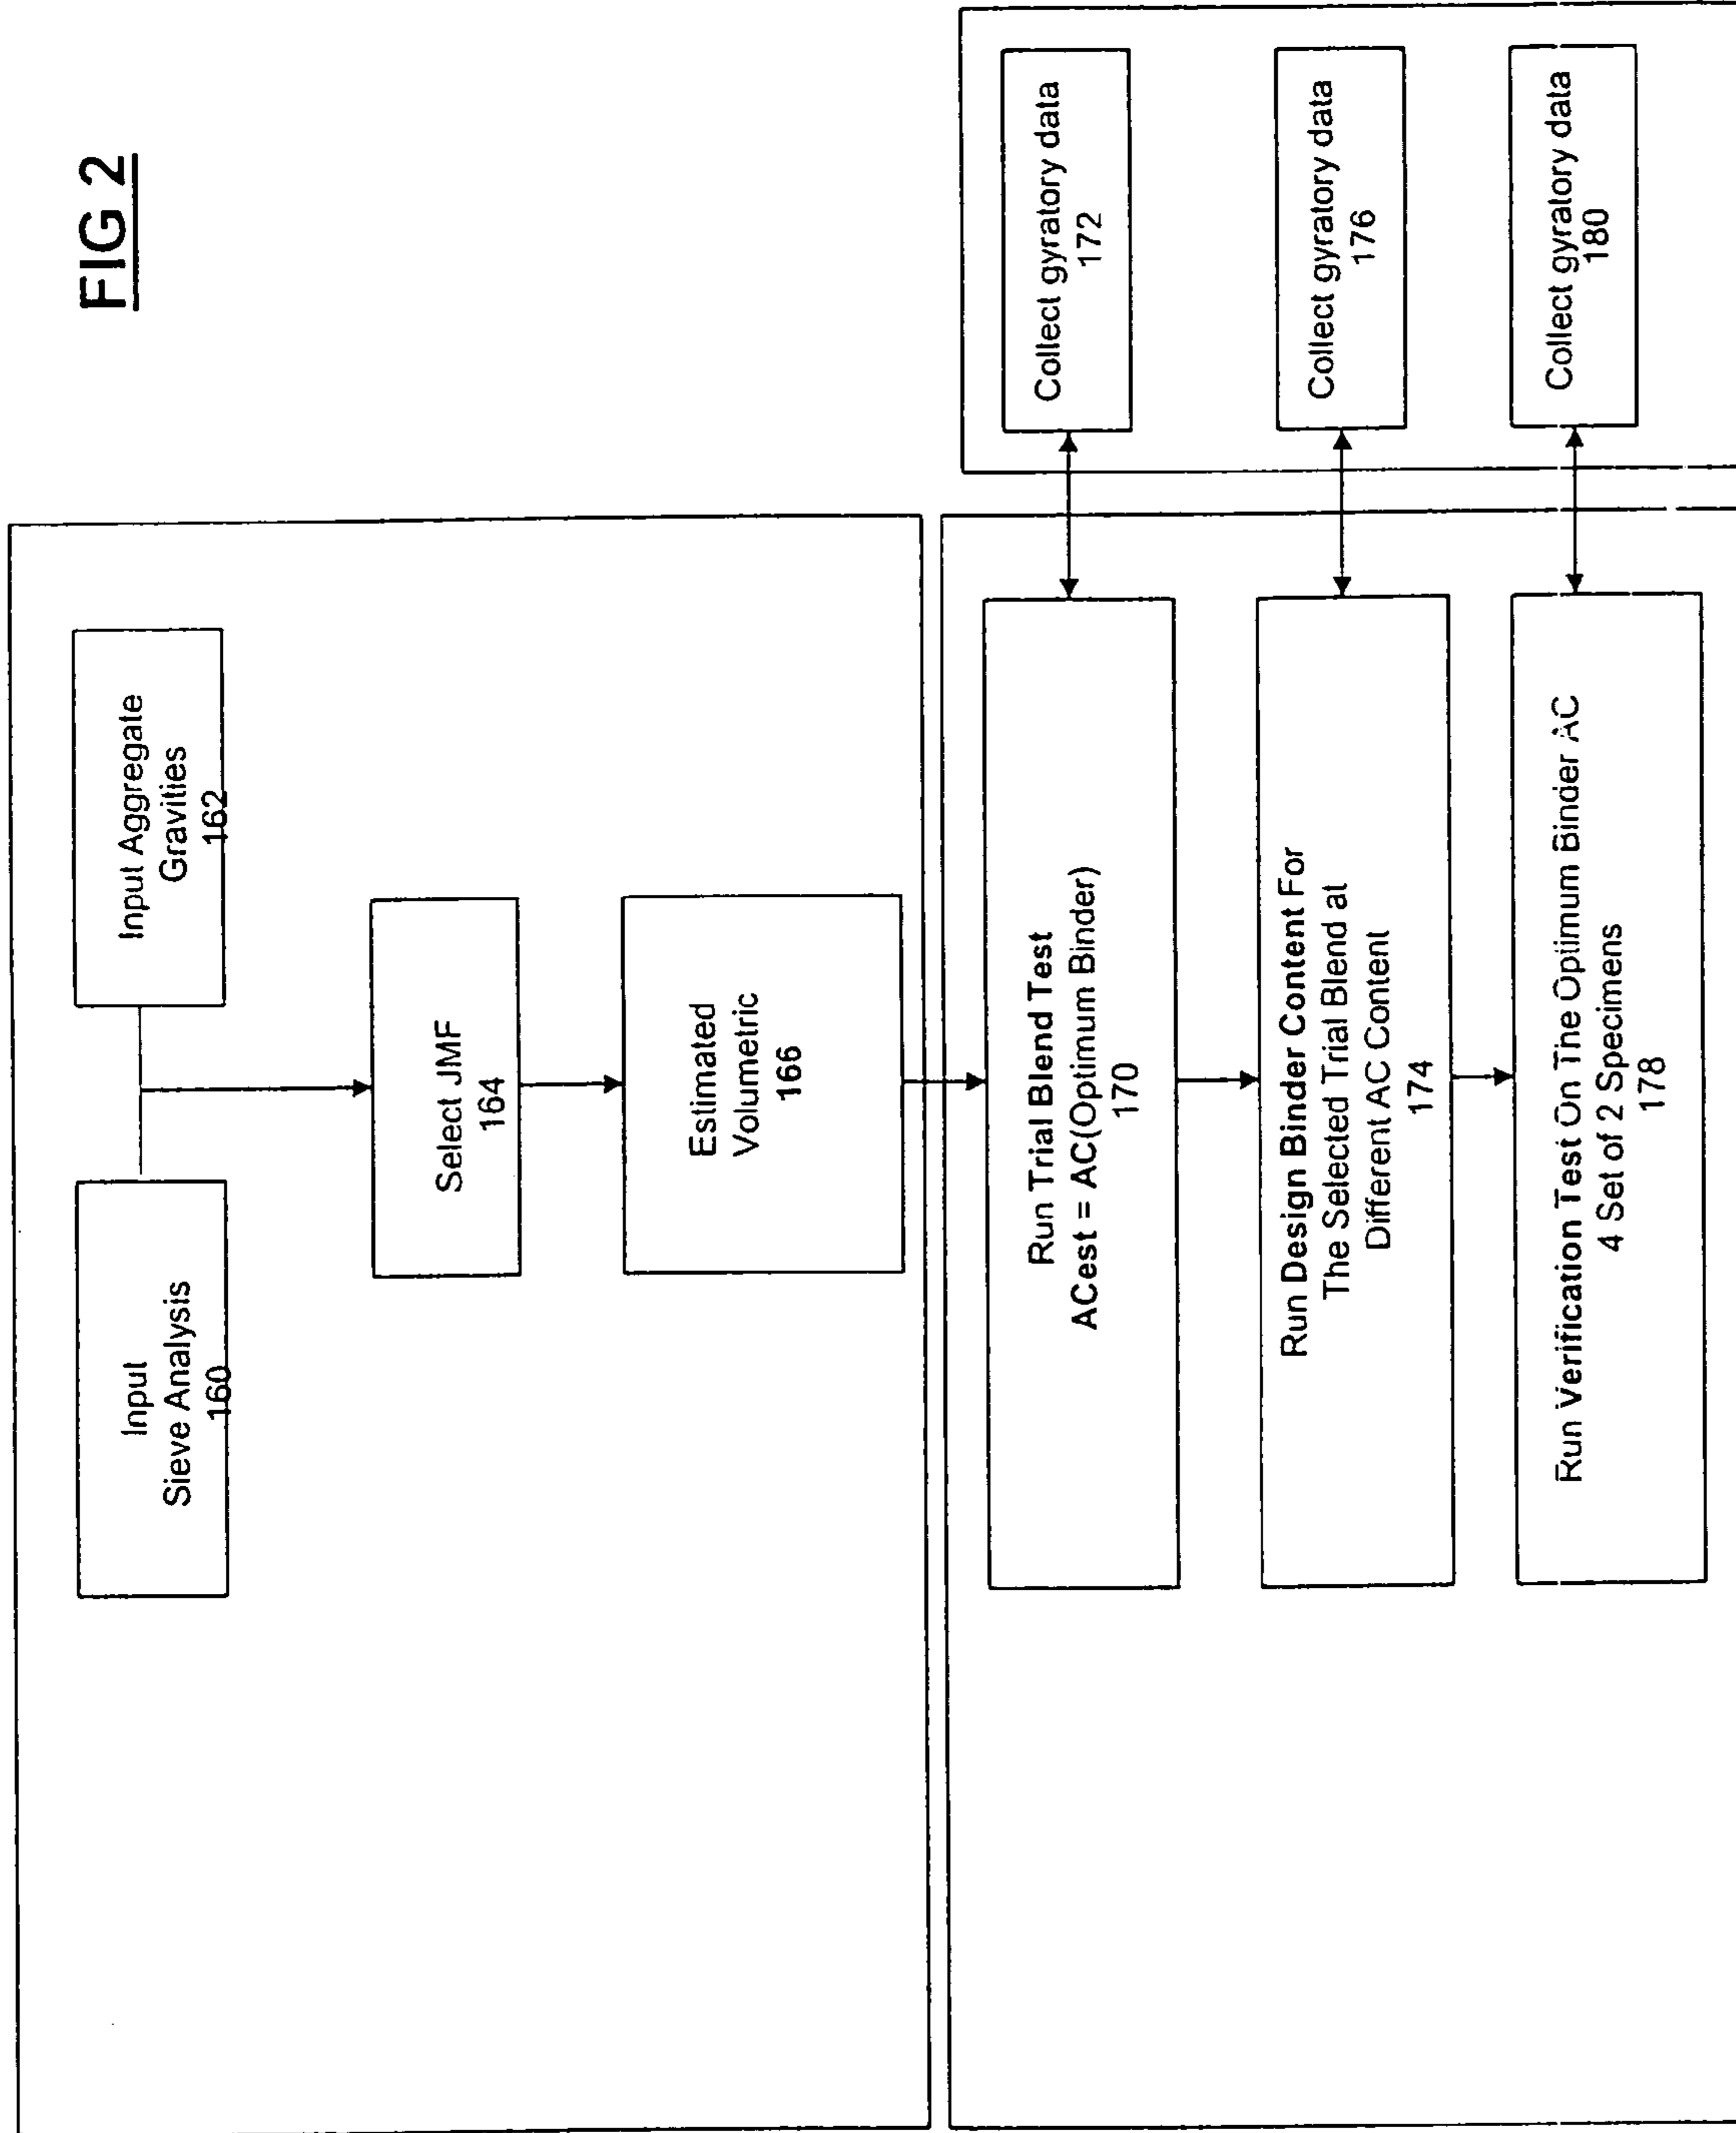 FIG 2
Input
Sieve Analysis
160
Input Aggregate
Gravities
162
Select JMF
164
Estimated
Volumetric
166
Run Trial Blend Test
ACest = AC(Optimum Binder)
170
Collect gyratory data
172
Run Design Binder Content For
The Selected Trial Blend at
Different AC Content
174
Collect gyratory data
176
Run Verification Test On The Optimum Binder AC
4 Set of 2 Specimens
178
Collect gyratory data
180